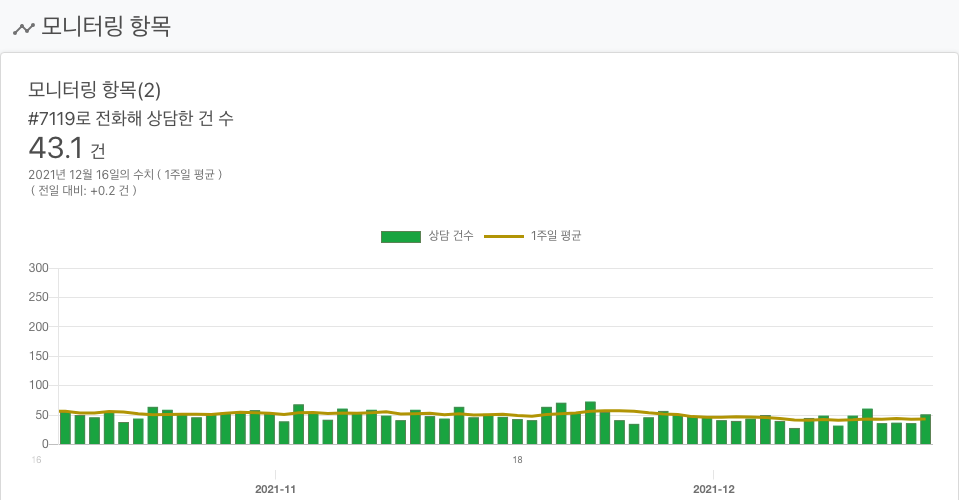 모니터링 항목
모니터링 항목(2)
#7119로 전화해 상담한 건 수
43.1 건
2021년 12월 16일의 수치 ( 1주일 평균 )
( 전일 대비: +0.2 건 )
상담 건수 1주일 평균
300
250
200
150
100
50
0
16 18
2021-11 2021-12